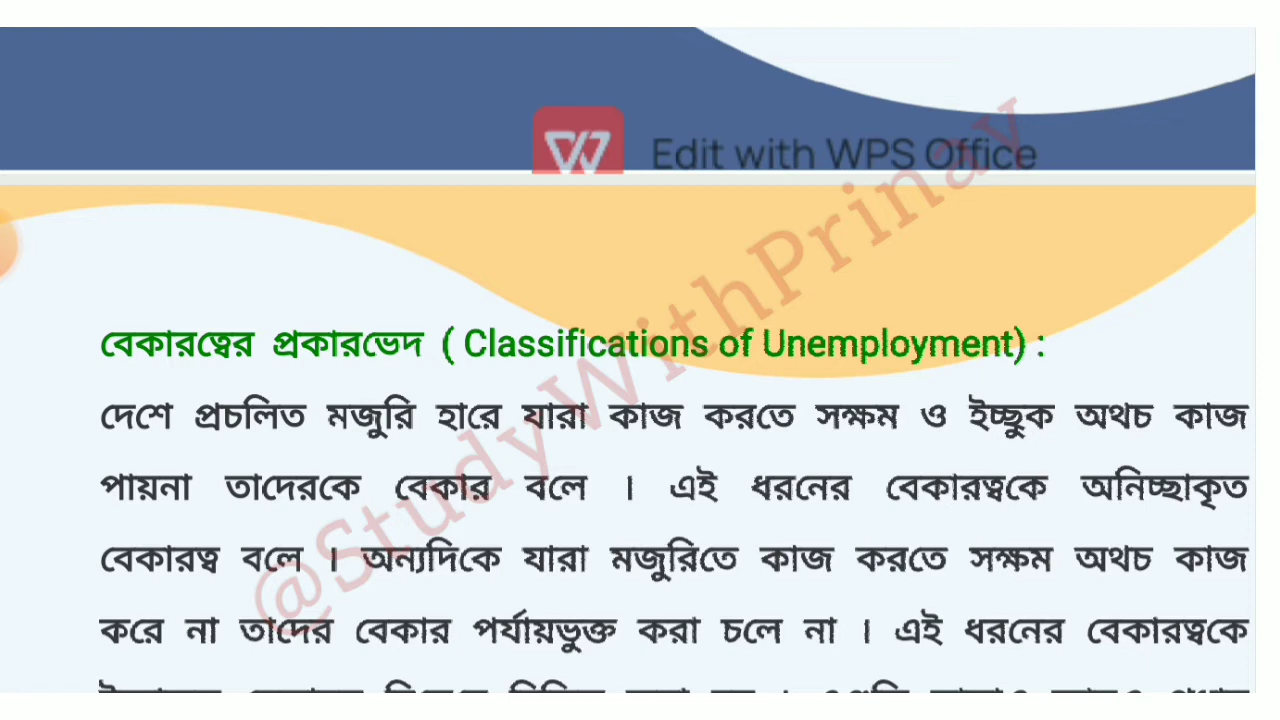 Edit with WPS Office
@StudyWithPrinay
বেকারত্বের প্রকারভেদ ( Classifications of Unemployment) :
দেশে প্রচলিত মজুরি হারে যারা কাজ করতে সক্ষম ও ইচ্ছুক অথচ কাজ
পায়না তাদেরকে বেকার বলে । এই ধরনের বেকারত্বকে অনিচ্ছাকৃত
বেকারত্ব বলে । অন্যদিকে যারা মজুরিতে কাজ করতে সক্ষম অথচ কাজ
করে না তাদের বেকার পর্যায়ভুক্ত করা চলে না । এই ধরনের বেকারত্বকে